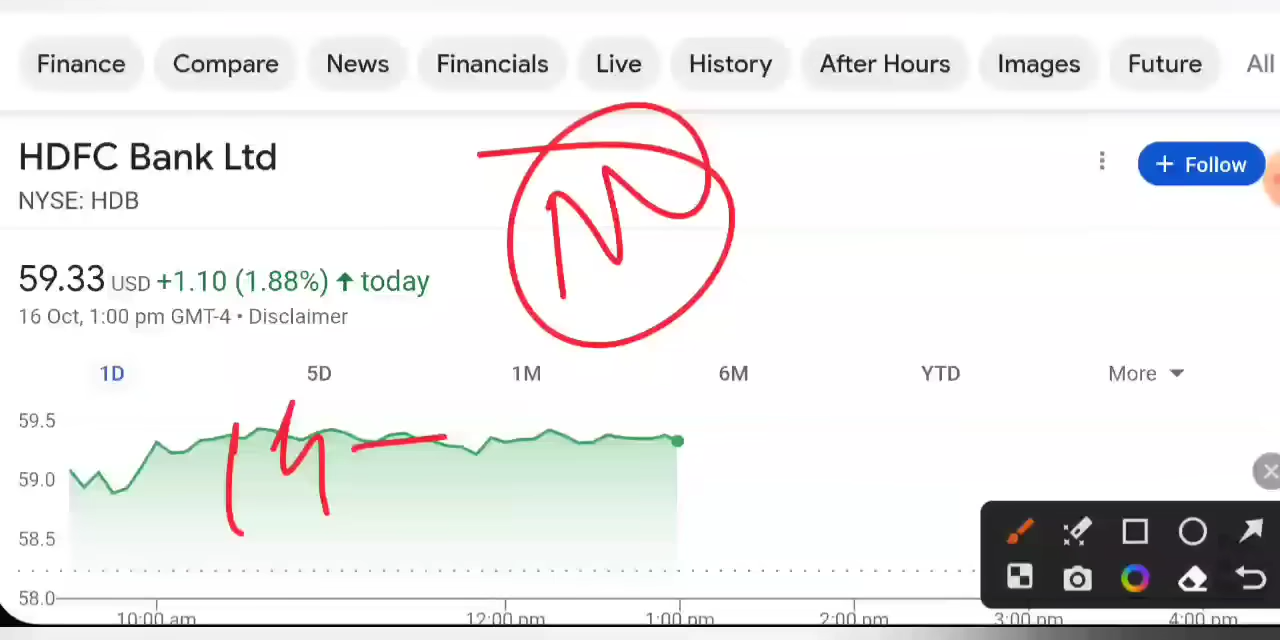 Finance Compare News Financials Live History After Hours Images Future All
HDFC Bank Ltd
+ Follow
NYSE: HDB
59.33 USD +1.10 (1.88%) ↑ today
16 Oct, 1:00 pm GMT-4 • Disclaimer
1D 5D 1M 6M YTD More
59.5
59.0
58.5
58.0
10:00 am 12:00 pm 1:00 pm 2:00 pm 3:00 pm 4:00 pm